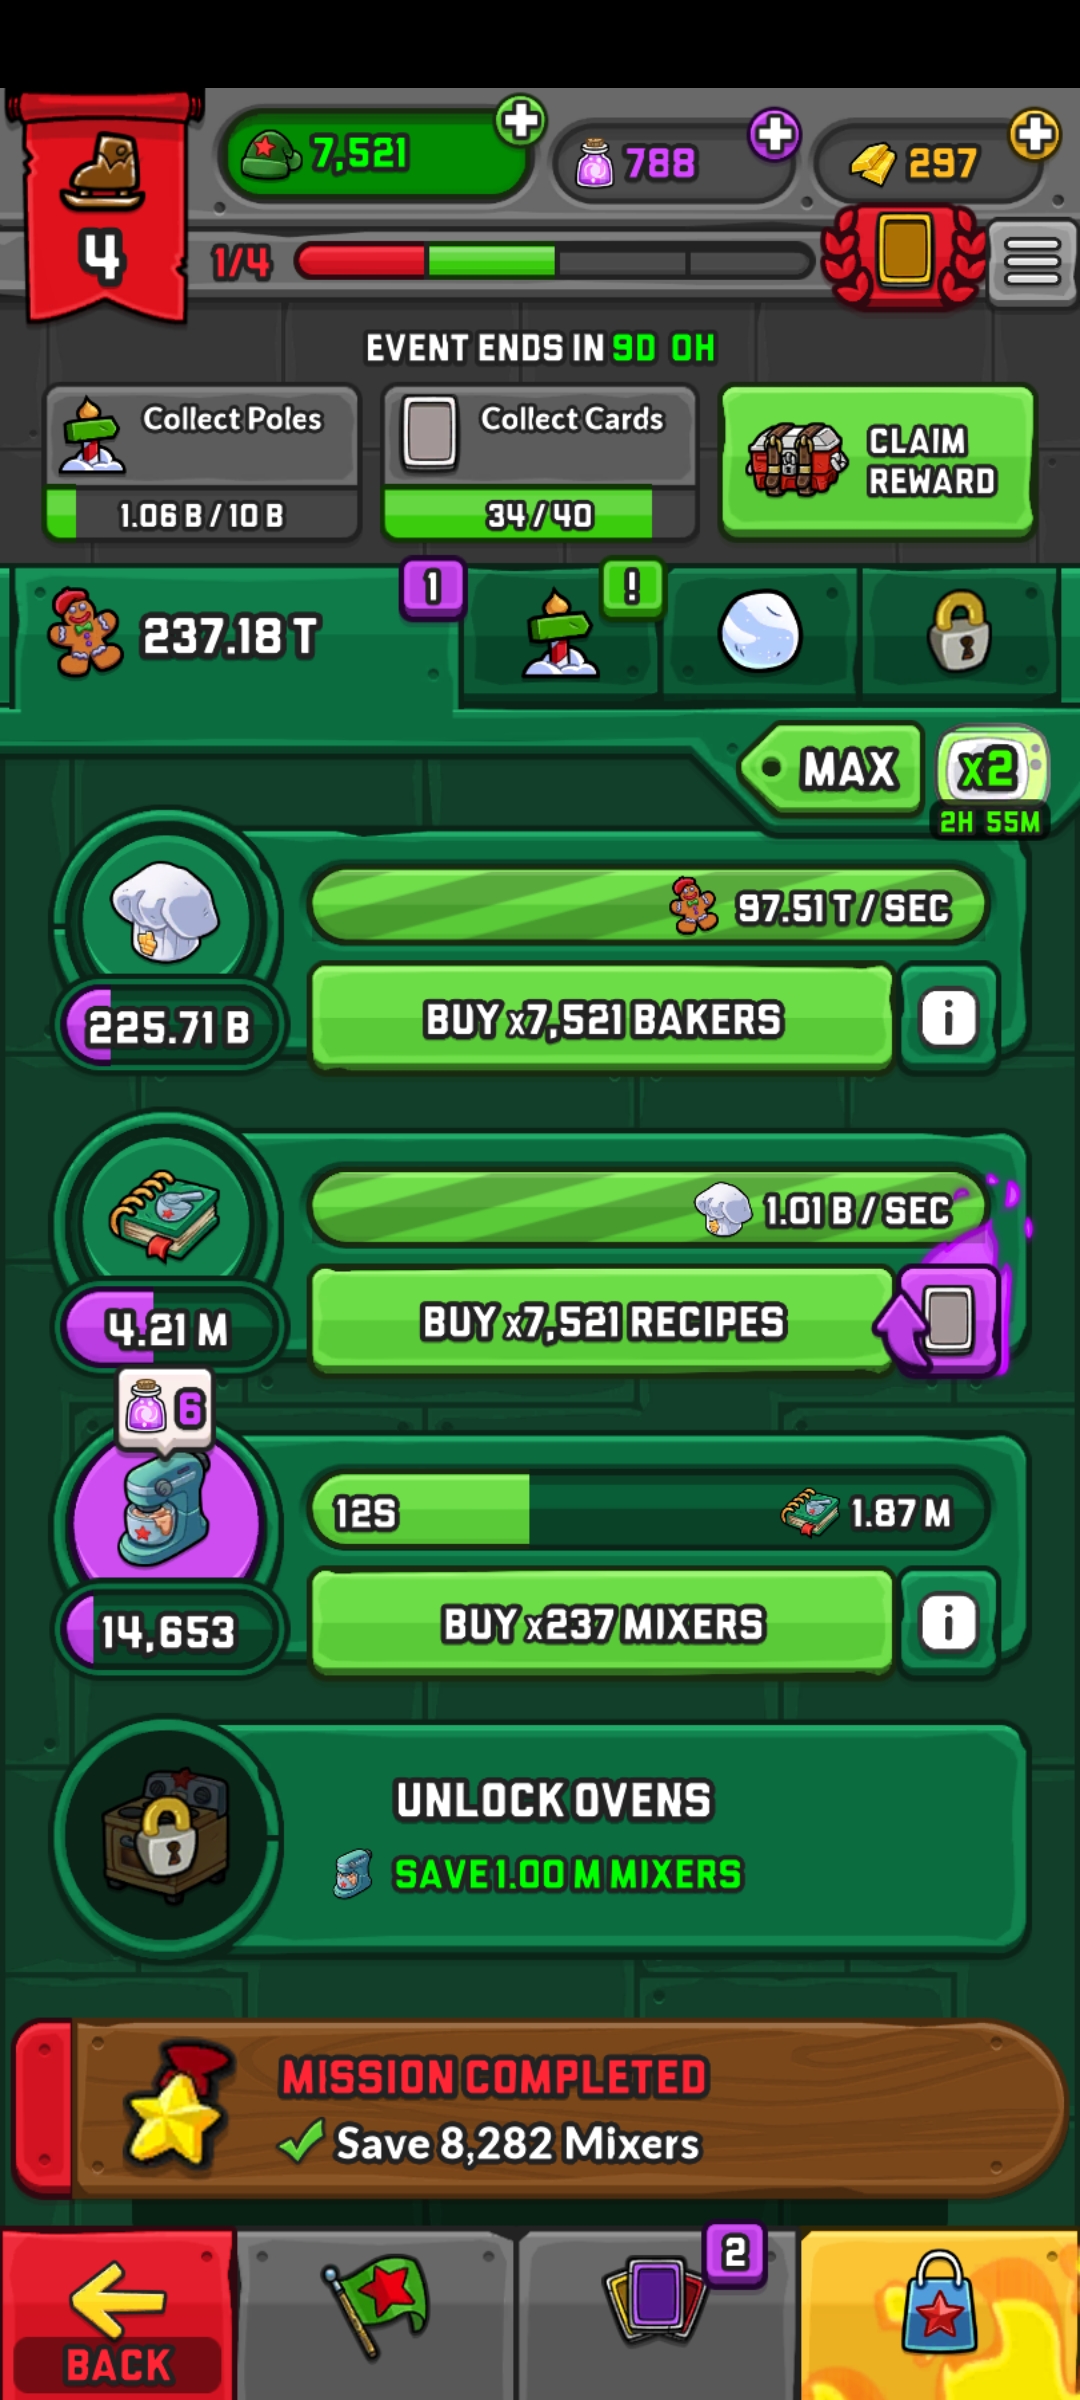 7,521
788
297
4
1/4
EVENT ENDS IN 9D 0H
Collect Poles
1.06 B / 10 B
Collect Cards
34 / 40
CLAIM
REWARD
237.18 T
1
!
MAX
x2
2H 55M
97.51 T / SEC
225.71 B
BUY x7,521 BAKERS
i
1.01 B / SEC
4.21 M
BUY x7,521 RECIPES
6
12S
1.87 M
14,653
BUY x237 MIXERS
i
UNLOCK OVENS
SAVE 1.00 M MIXERS
MISSION COMPLETED
Save 8,282 Mixers
2
BACK